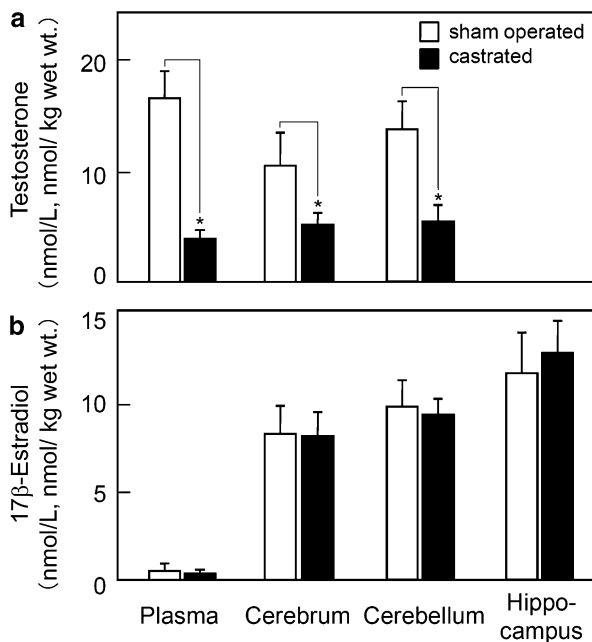 a
sham operated
castrated
Testosterone
(nmol/L, nmol/ kg wet wt.)
20
10
0
*
*
*
b
17β-Estradiol
(nmol/L, nmol/ kg wet wt.)
15
10
5
0
Plasma
Cerebrum
Cerebellum
Hippo-
campus